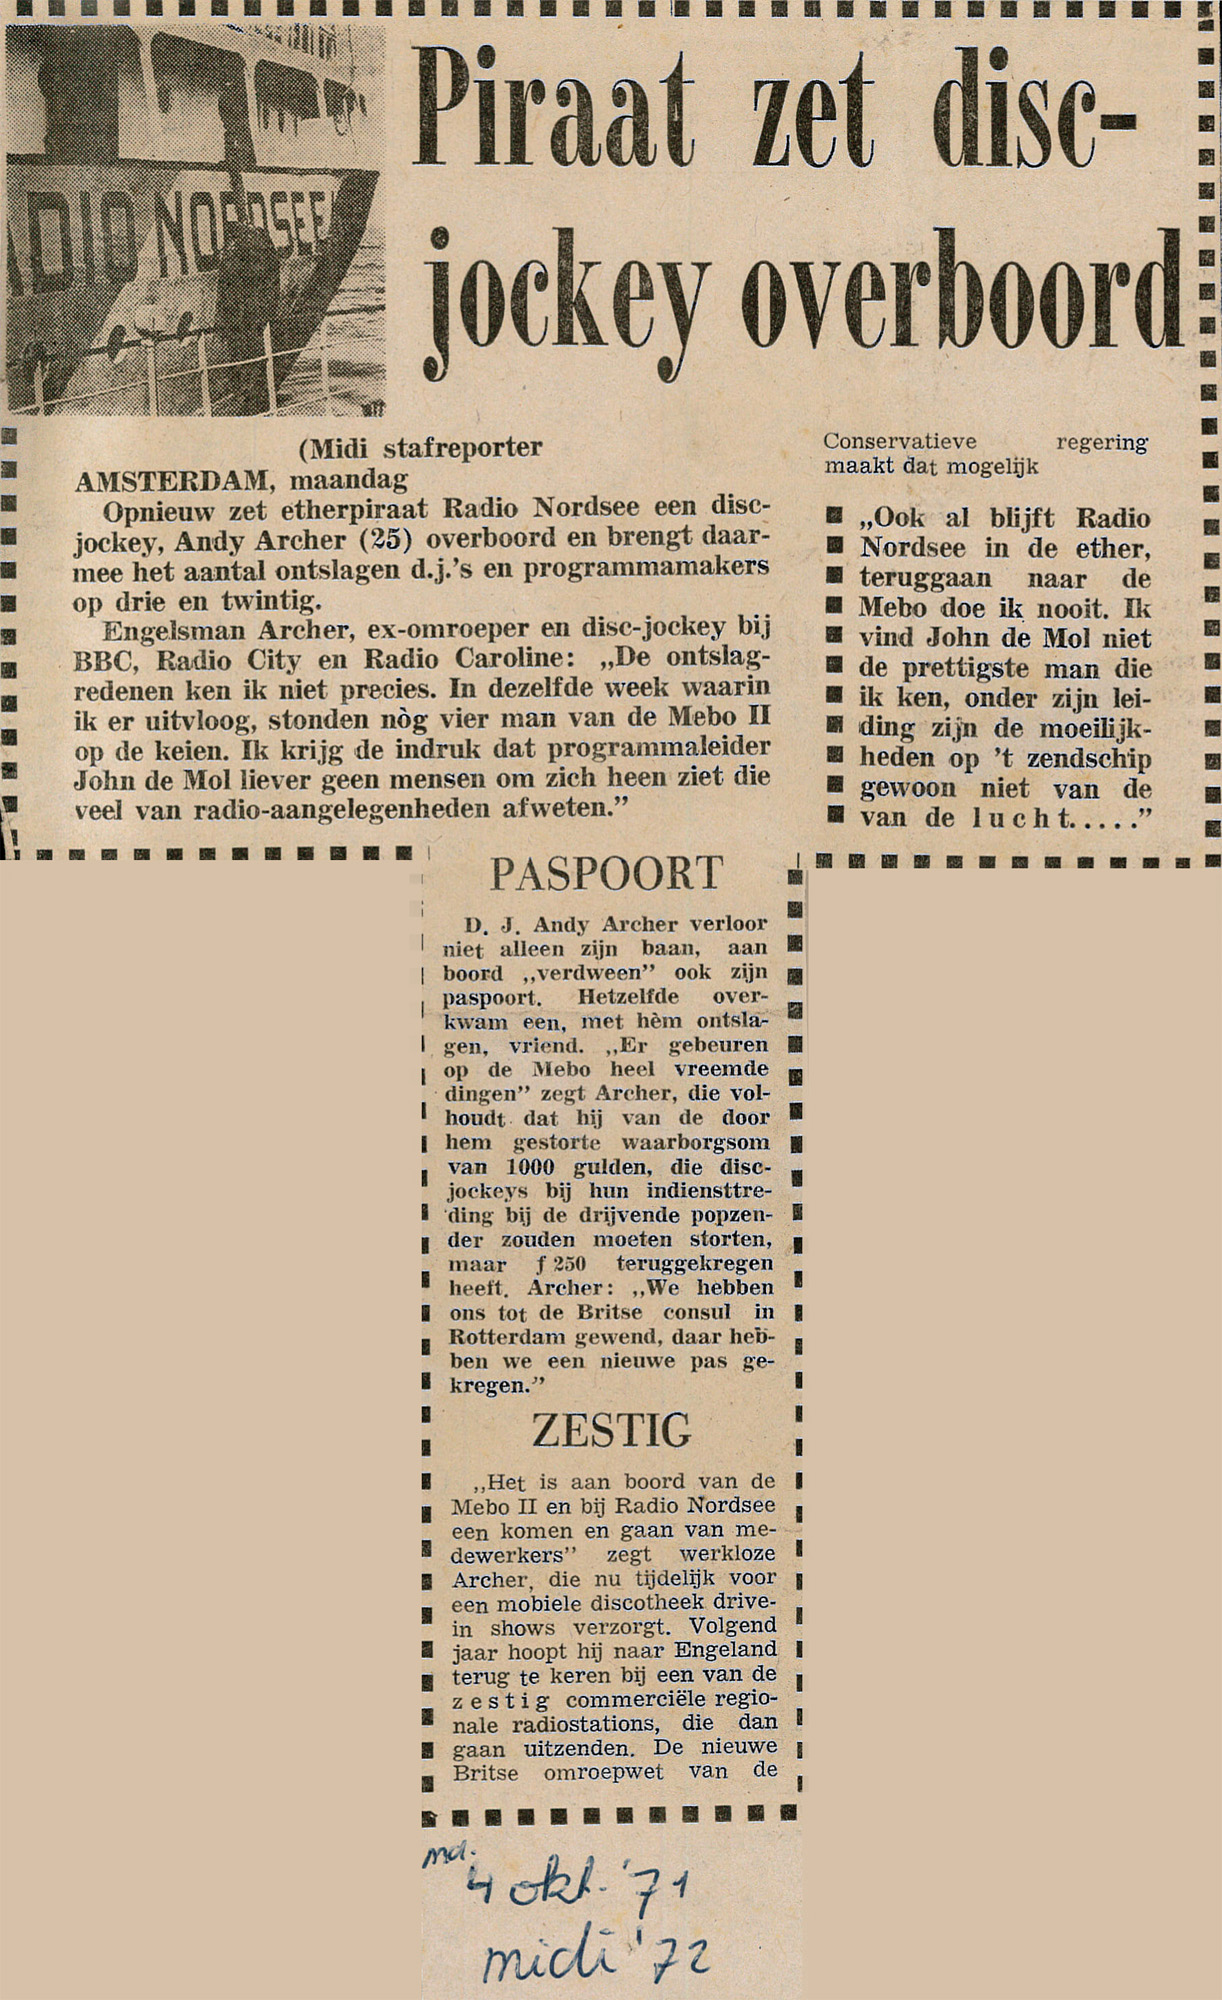 ADIO NORDSEE
Piraat zet disc-
jockey overboord
(Midi stafreporter
AMSTERDAM, maandag
Opnieuw zet etherpiraat Radio Nordsee een disc-
jockey, Andy Archer (25) overboord en brengt daar-
mee het aantal ontslagen d.j.'s en programmamakers
op drie en twintig.
Engelsman Archer, ex-omroeper en disc-jockey bij
BBC, Radio City en Radio Caroline: „De ontslag-
redenen ken ik niet precies. In dezelfde week waarin
ik er uitvloog, stonden nòg vier man van de Mebo II
op de keien. Ik krijg de indruk dat programmaleider
John de Mol liever geen mensen om zich heen ziet die
veel van radio-aangelegenheden afweten.”
PASPOORT
D. J. Andy Archer verloor
niet alleen zijn baan, aan
boord „verdween” ook zijn
paspoort. Hetzelfde over-
kwam een, met hèm ontsla-
gen, vriend. „Er gebeuren
op de Mebo heel vreemde
dingen” zegt Archer, die vol-
houdt dat hij van de door
hem gestorte waarborgsom
van 1000 gulden, die disc-
jockeys bij hun indiensttre-
ding bij de drijvende popzen-
der zouden moeten storten,
maar f 250 teruggekregen
heeft. Archer: „We hebben
ons tot de Britse consul in
Rotterdam gewend, daar heb-
ben we een nieuwe pas ge-
kregen.”
ZESTIG
„Het is aan boord van de
Mebo II en bij Radio Nordsee
een komen en gaan van me-
dewerkers” zegt werkloze
Archer, die nu tijdelijk voor
een mobiele discotheek drive-
in shows verzorgt. Volgend
jaar hoopt hij naar Engeland
terug te keren bij een van de
zestig commerciële regio-
nale radiostations, die dan
gaan uitzenden. De nieuwe
Britse omroepwet van de
Conservatieve regering
maakt dat mogelijk
„Ook al blijft Radio
Nordsee in de ether,
teruggaan naar de
Mebo doe ik nooit. Ik
vind John de Mol niet
de prettigste man die
ik ken, onder zijn lei-
ding zijn de moeilijk-
heden op 't zendschip
gewoon niet van de
van de lucht.....”
md.
4 okt. '71
midi '72